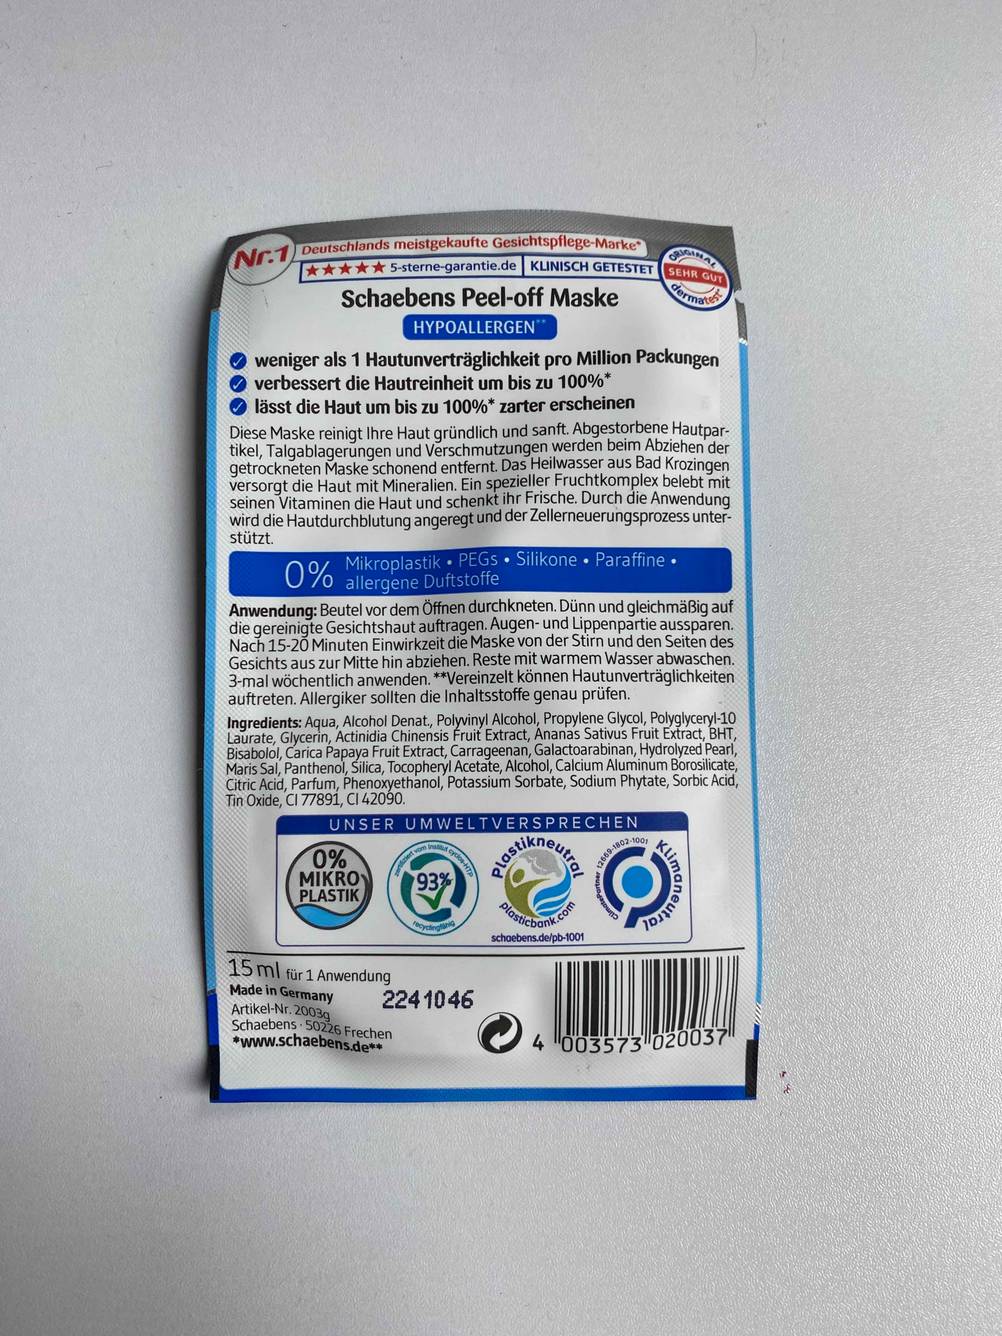 Nr.1
Deutschlands meistgekaufte Gesichtspflege-Marke*
★★★★★ 5-sterne-garantie.de
KLINISCH GETESTET
ORIGINAL
SEHR GUT
dermatest
Schaebens Peel-off Maske
HYPOALLERGEN**
weniger als 1 Hautunverträglichkeit pro Million Packungen
verbessert die Hautreinheit um bis zu 100%*
lässt die Haut um bis zu 100%* zarter erscheinen
Diese Maske reinigt Ihre Haut gründlich und sanft. Abgestorbene Hautpar-
tikel, Talgablagerungen und Verschmutzungen werden beim Abziehen der
getrockneten Maske schonend entfernt. Das Heilwasser aus Bad Krozingen
versorgt die Haut mit Mineralien. Ein spezieller Fruchtkomplex belebt mit
seinen Vitaminen die Haut und schenkt ihr Frische. Durch die Anwendung
wird die Hautdurchblutung angeregt und der Zellerneuerungsprozess unter-
stützt.
0% Mikroplastik • PEGs • Silikone • Paraffine •
allergene Duftstoffe
Anwendung: Beutel vor dem Öffnen durchkneten. Dünn und gleichmäßig auf
die gereinigte Gesichtshaut auftragen. Augen- und Lippenpartie aussparen.
Nach 15-20 Minuten Einwirkzeit die Maske von der Stirn und den Seiten des
Gesichts aus zur Mitte hin abziehen. Reste mit warmem Wasser abwaschen.
3-mal wöchentlich anwenden. **Vereinzelt können Hautunverträglichkeiten
auftreten. Allergiker sollten die Inhaltsstoffe genau prüfen.
Ingredients: Aqua, Alcohol Denat., Polyvinyl Alcohol, Propylene Glycol, Polyglyceryl-10
Laurate, Glycerin, Actinidia Chinensis Fruit Extract, Ananas Sativus Fruit Extract, BHT,
Bisabolol, Carica Papaya Fruit Extract, Carrageenan, Galactoarabinan, Hydrolyzed Pearl,
Maris Sal, Panthenol, Silica, Tocopheryl Acetate, Alcohol, Calcium Aluminum Borosilicate,
Citric Acid, Parfum, Phenoxyethanol, Potassium Sorbate, Sodium Phytate, Sorbic Acid,
Tin Oxide, CI 77891, CI 42090.
UNSER UMWELTVERSPRECHEN
0%
MIKRO
PLASTIK
zertifiziert vom Institut cyclos-HTP
93%
recyclingfähig
Plastikneutral
plasticbank.com
schaebens.de/pb-1001
Klimaneutral
ClimatePartner 12669-1802-1001
15 ml für 1 Anwendung
Made in Germany
Artikel-Nr. 2003g
Schaebens · 50226 Frechen
*www.schaebens.de**
2241046
4 003573 020037